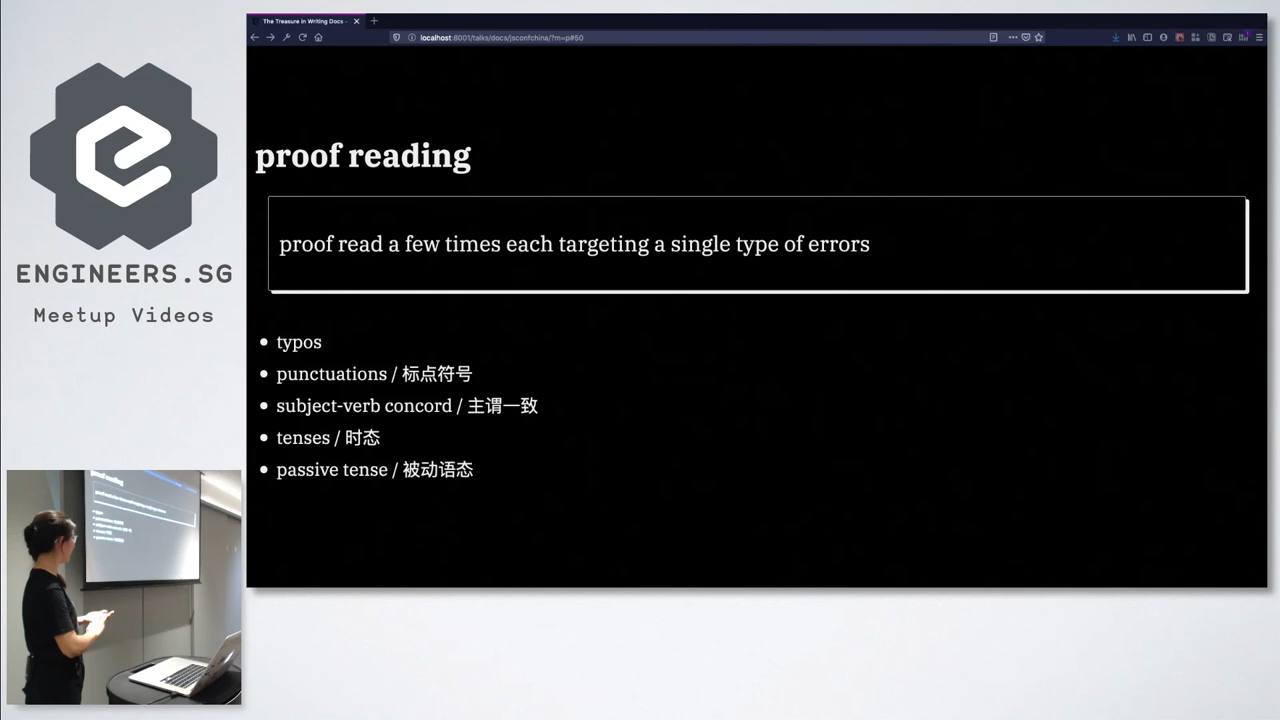 The Treasure in Writing Docs -
localhost:8001/talks/docs/jsconfchina/?m=p#50
ENGINEERS.SG
Meetup Videos
proof reading
proof read a few times each targeting a single type of errors
typos
punctuations / 标点符号
subject-verb concord / 主谓一致
tenses / 时态
passive tense / 被动语态
proof reading